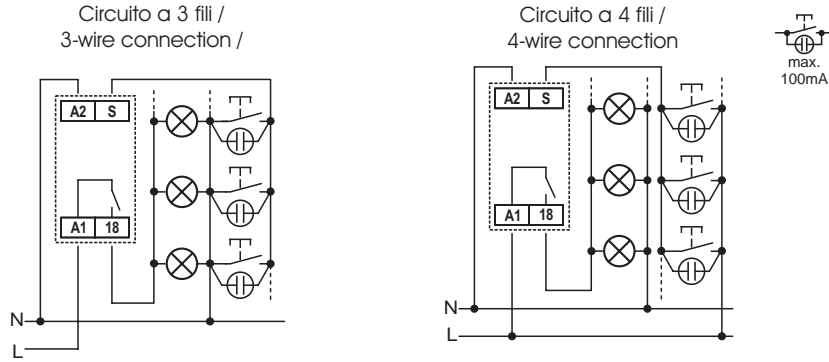 Circuito a 3 fili /
3-wire connection /
A2 S
A1 18
N
L
Circuito a 4 fili /
4-wire connection
A2 S
A1 18
N
L
max.
100mA